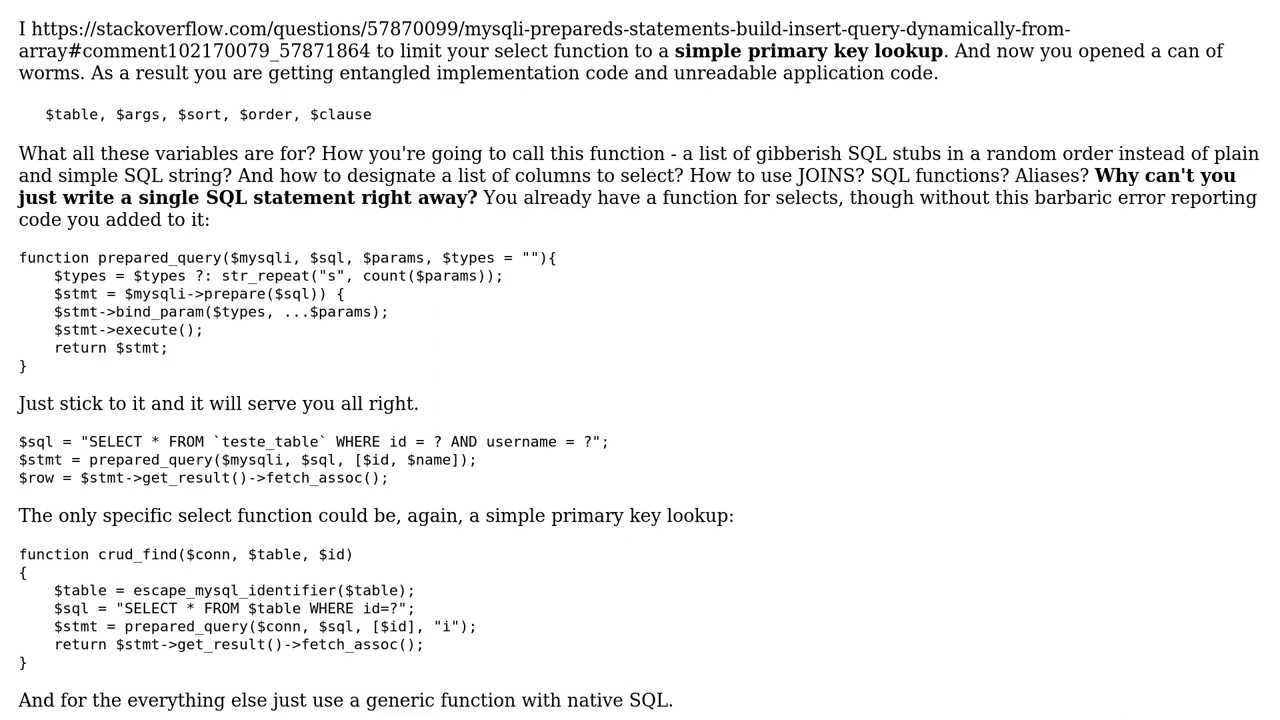 I https://stackoverflow.com/questions/57870099/mysqli-prepareds-statements-build-insert-query-dynamically-from-
array#comment102170079_57871864 to limit your select function to a simple primary key lookup. And now you opened a can of
worms. As a result you are getting entangled implementation code and unreadable application code.
$table, $args, $sort, $order, $clause
What all these variables are for? How you're going to call this function - a list of gibberish SQL stubs in a random order instead of plain
and simple SQL string? And how to designate a list of columns to select? How to use JOINS? SQL functions? Aliases? Why can't you
just write a single SQL statement right away? You already have a function for selects, though without this barbaric error reporting
code you added to it:
function prepared_query($mysqli, $sql, $params, $types = ""){
    $types = $types ?: str_repeat("s", count($params));
    $stmt = $mysqli->prepare($sql)) {
    $stmt->bind_param($types, ...$params);
    $stmt->execute();
    return $stmt;
}
Just stick to it and it will serve you all right.
$sql = "SELECT * FROM `teste_table` WHERE id = ? AND username = ?";
$stmt = prepared_query($mysqli, $sql, [$id, $name]);
$row = $stmt->get_result()->fetch_assoc();
The only specific select function could be, again, a simple primary key lookup:
function crud_find($conn, $table, $id)
{
    $table = escape_mysql_identifier($table);
    $sql = "SELECT * FROM $table WHERE id=?";
    $stmt = prepared_query($conn, $sql, [$id], "i");
    return $stmt->get_result()->fetch_assoc();
}
And for the everything else just use a generic function with native SQL.